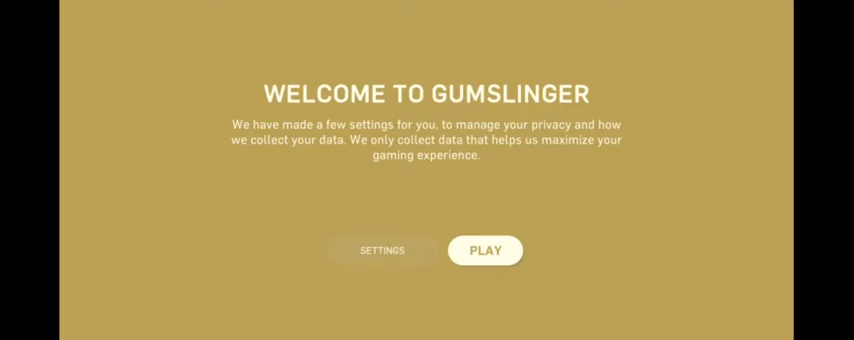 WELCOME TO GUMSLINGER
We have made a few settings for you, to manage your privacy and how
we collect your data. We only collect data that helps us maximize your
gaming experience.
SETTINGS
PLAY